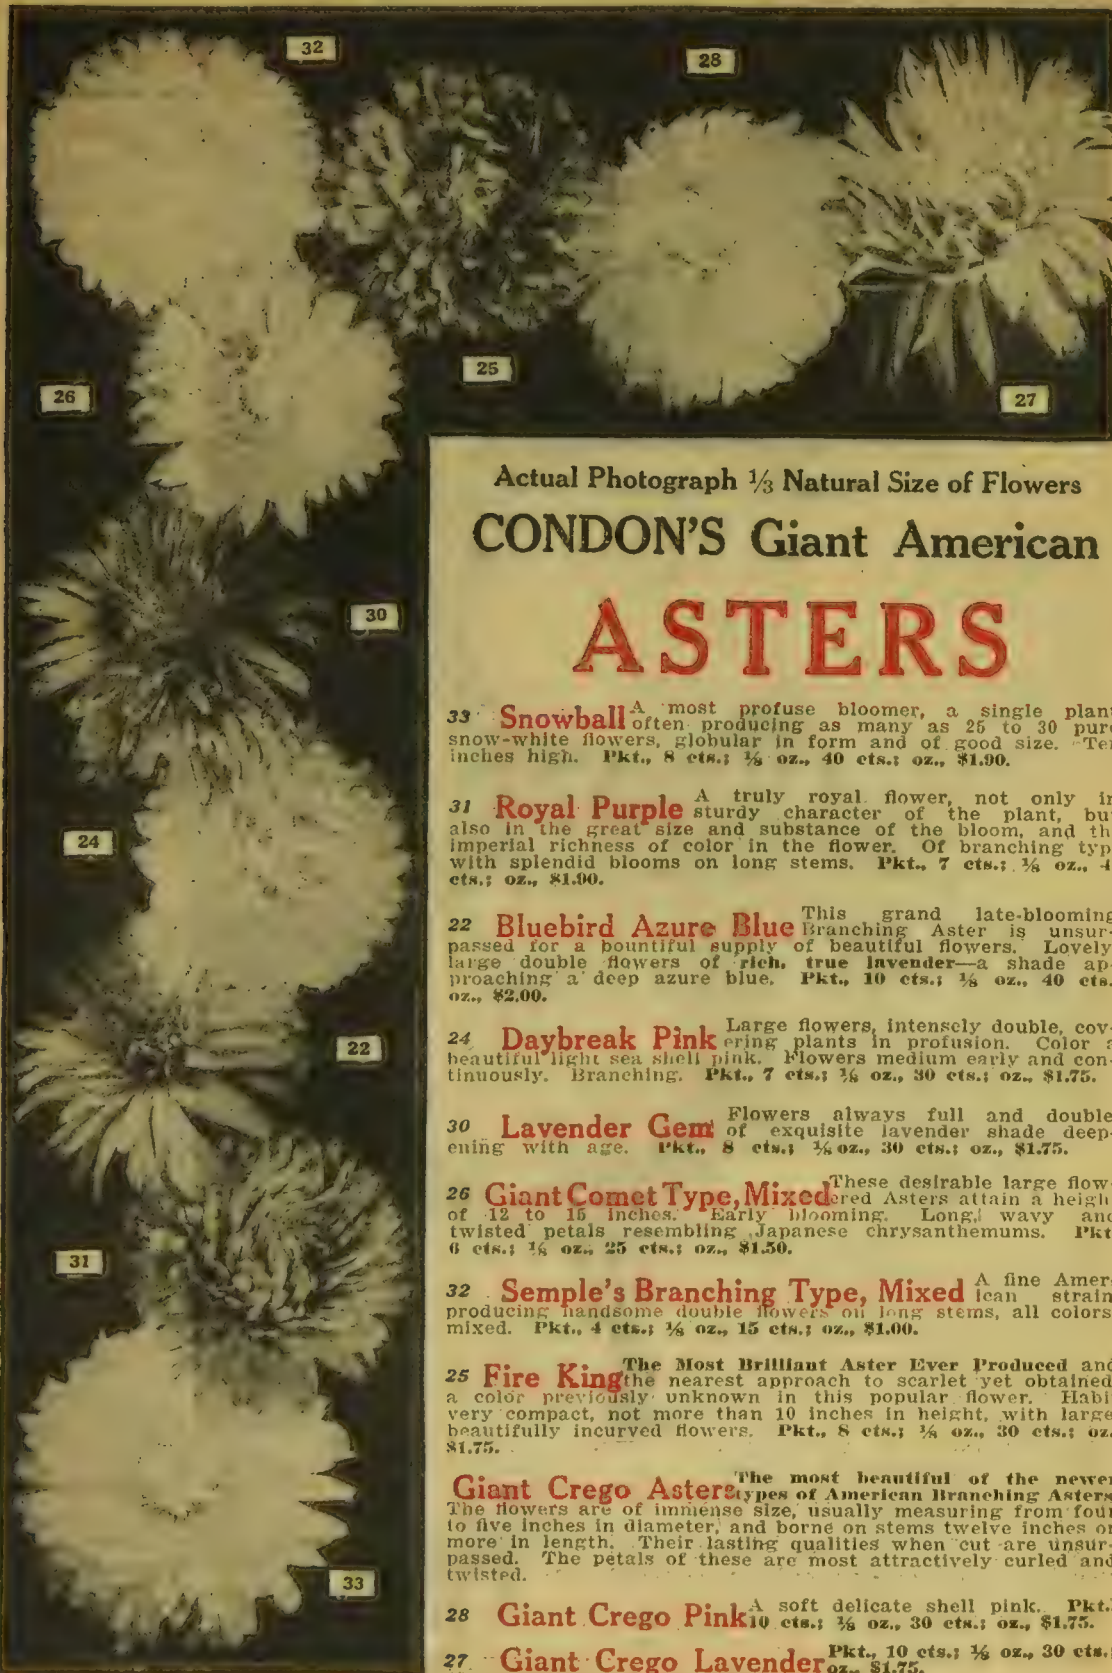 32
28
25
26
27
Actual Photograph ⅓ Natural Size of Flowers
CONDON'S Giant American
ASTERS
30
24
22
31
33
33 Snowball A most profuse bloomer, a single plant
often producing as many as 25 to 30 pure
snow-white flowers, globular in form and of good size.
inches high. Pkt., 8 cts.; ⅛ oz., 40 cts.; oz., $1.90.
31 Royal Purple A truly royal flower, not only in
sturdy character of the plant, but
also in the great size and substance of the bloom, and
imperial richness of color in the flower. Of branching
with splendid blooms on long stems. Pkt., 7 cts.; ⅛ oz.,
cts.; oz., $1.90.
22 Bluebird Azure Blue This grand late-blooming
Branching Aster is unsur-
passed for a bountiful supply of beautiful flowers. Lovely
large double flowers of rich, true lavender—a shade ap-
proaching a deep azure blue. Pkt., 10 cts.; ⅛ oz., 40 cts.
oz., $2.00.
24 Daybreak Pink Large flowers, intensely double, cov-
ering plants in profusion. Color a
beautiful light sea shell pink. Flowers medium early and con-
tinuously. Branching. Pkt., 7 cts.; ⅛ oz., 30 cts.; oz., $1.75.
30 Lavender Gem Flowers always full and double
of exquisite lavender shade deep-
ening with age. Pkt., 8 cts.; ⅛ oz., 30 cts.; oz., $1.75.
26 Giant Comet Type, Mixed These desirable large flow-
ered Asters attain a height
of 12 to 15 inches. Early blooming. Long, wavy and
twisted petals resembling Japanese chrysanthemums. Pkt
6 cts.; ⅛ oz., 25 cts.; oz., $1.50.
32 Semple's Branching Type, Mixed A fine Amer-
ican strain
producing handsome double flowers on long stems, all colors
mixed. Pkt., 4 cts.; ⅛ oz., 15 cts.; oz., $1.00.
25 Fire King The Most Brilliant Aster Ever Produced and
the nearest approach to scarlet yet obtained
a color previously unknown in this popular flower. Habit
very compact, not more than 10 inches in height, with large
beautifully incurved flowers. Pkt., 8 cts.; ⅛ oz., 30 cts.; oz.
$1.75.
Giant Crego Asters The most beautiful of the newer
types of American Branching Asters
The flowers are of immense size, usually measuring from four
to five inches in diameter, and borne on stems twelve inches or
more in length. Their lasting qualities when cut are unsur-
passed. The petals of these are most attractively curled and
twisted.
28 Giant Crego Pink A soft delicate shell pink. Pkt.
10 cts.; ⅛ oz., 30 cts.; oz., $1.75.
27 Giant Crego Lavender Pkt., 10 cts.; ⅛ oz., 30 cts.
oz., $1.75.